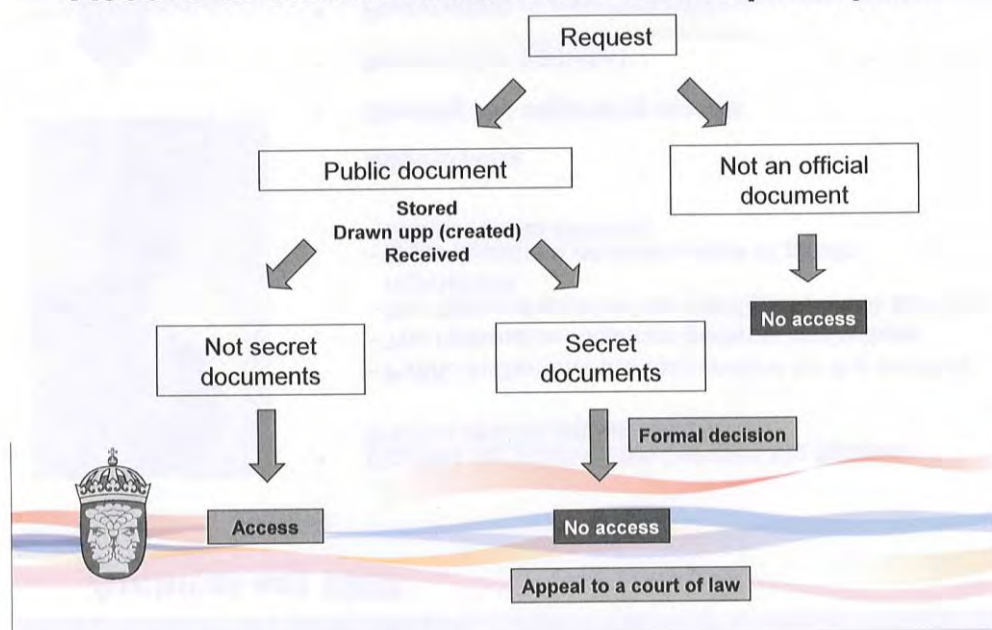 Request
Public document
Not an official
document
Stored
Drawn upp (created)
Received
No access
Not secret
documents
Secret
documents
Formal decision
Access
No access
Appeal to a court of law